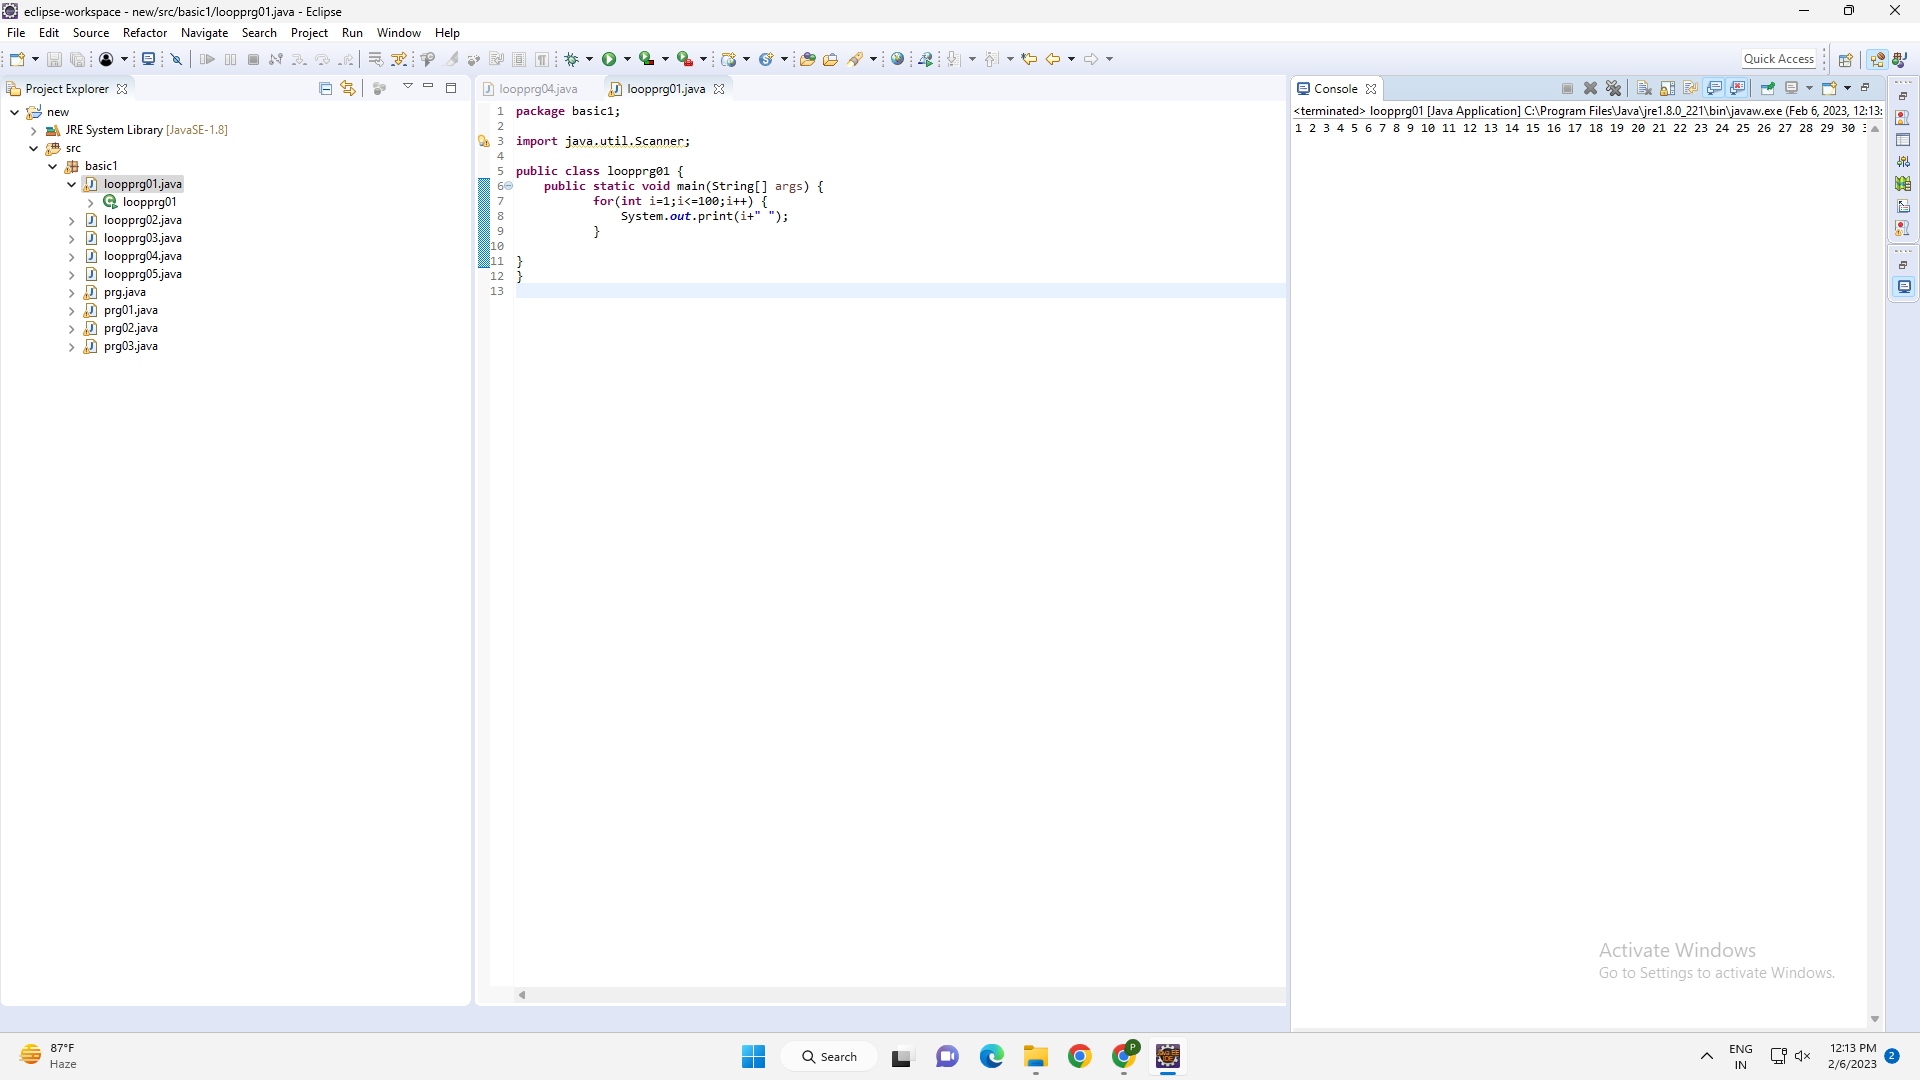 eclipse-workspace - new/src/basic1/loopprg01.java - Eclipse
File Edit Source Refactor Navigate Search Project Run Window Help
Quick Access
Project Explorer
new
JRE System Library [JavaSE-1.8]
src
basic1
loopprg01.java
loopprg01
loopprg02.java
loopprg03.java
loopprg04.java
loopprg05.java
prg.java
prg01.java
prg02.java
prg03.java
loopprg04.java loopprg01.java
1 package basic1;
2
3 import java.util.Scanner;
4
5 public class loopprg01 {
6 public static void main(String[] args) {
7 for(int i=1;i<=100;i++) {
8 System.out.print(i+" ");
9 }
10
11 }
12 }
13
Console
<terminated> loopprg01 [Java Application] C:\Program Files\Java\jre1.8.0_221\bin\javaw.exe (Feb 6, 2023, 12:13:
1 2 3 4 5 6 7 8 9 10 11 12 13 14 15 16 17 18 19 20 21 22 23 24 25 26 27 28 29 30
Activate Windows
Go to Settings to activate Windows.
87°F
Haze
Search
P
ENG
IN
12:13 PM
2/6/2023
2